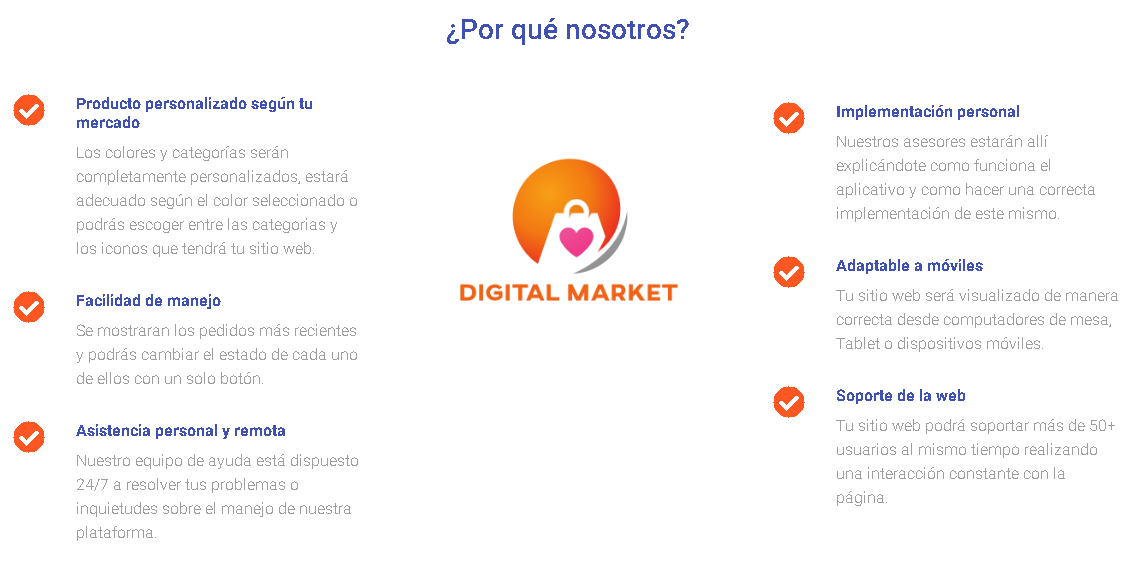 ¿Por qué nosotros?
Producto personalizado según tu
mercado
Los colores y categorías serán
completamente personalizados, estará
adecuado según el color seleccionado o
podrás escoger entre las categorias y
los iconos que tendrá tu sitio web.
Facilidad de manejo
Se mostraran los pedidos más recientes
y podrás cambiar el estado de cada uno
de ellos con un solo botón.
Asistencia personal y remota
Nuestro equipo de ayuda está dispuesto
24/7 a resolver tus problemas o
inquietudes sobre el manejo de nuestra
plataforma.
DIGITAL MARKET
Implementación personal
Nuestros asesores estarán allí
explicándote como funciona el
aplicativo y como hacer una correcta
implementación de este mismo.
Adaptable a móviles
Tu sitio web será visualizado de manera
correcta desde computadores de mesa,
Tablet o dispositivos móviles.
Soporte de la web
Tu sitio web podrá soportar más de 50+
usuarios al mismo tiempo realizando
una interacción constante con la
página.